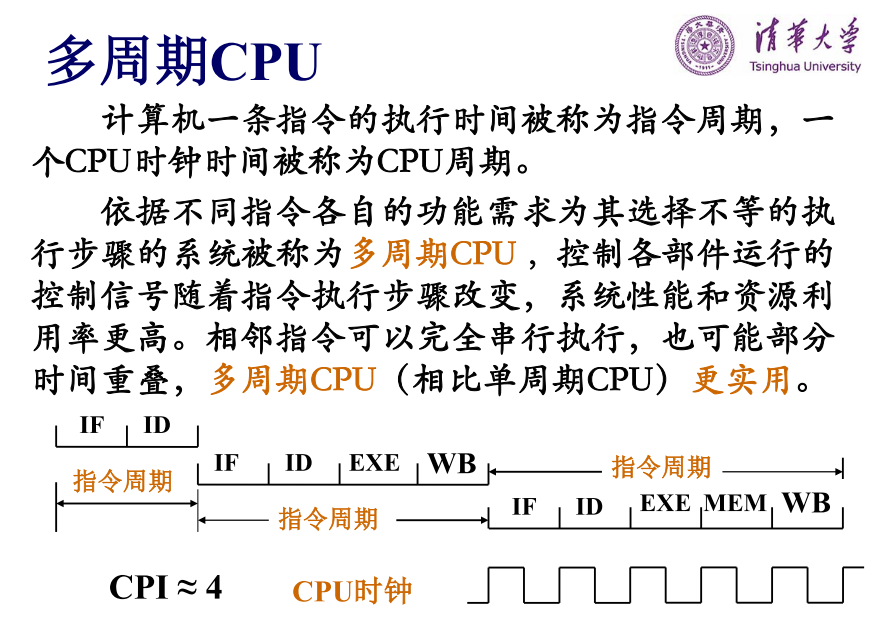 多周期CPU
清华大学
Tsinghua University
计算机一条指令的执行时间被称为指令周期，一
个CPU时钟时间被称为CPU周期。
依据不同指令各自的功能需求为其选择不等的执
行步骤的系统被称为多周期CPU ，控制各部件运行的
控制信号随着指令执行步骤改变，系统性能和资源利
用率更高。相邻指令可以完全串行执行，也可能部分
时间重叠，多周期CPU（相比单周期CPU）更实用。
IF ID
指令周期
IF ID EXE WB
指令周期
指令周期
IF ID EXE MEM WB
CPI ≈ 4
CPU时钟